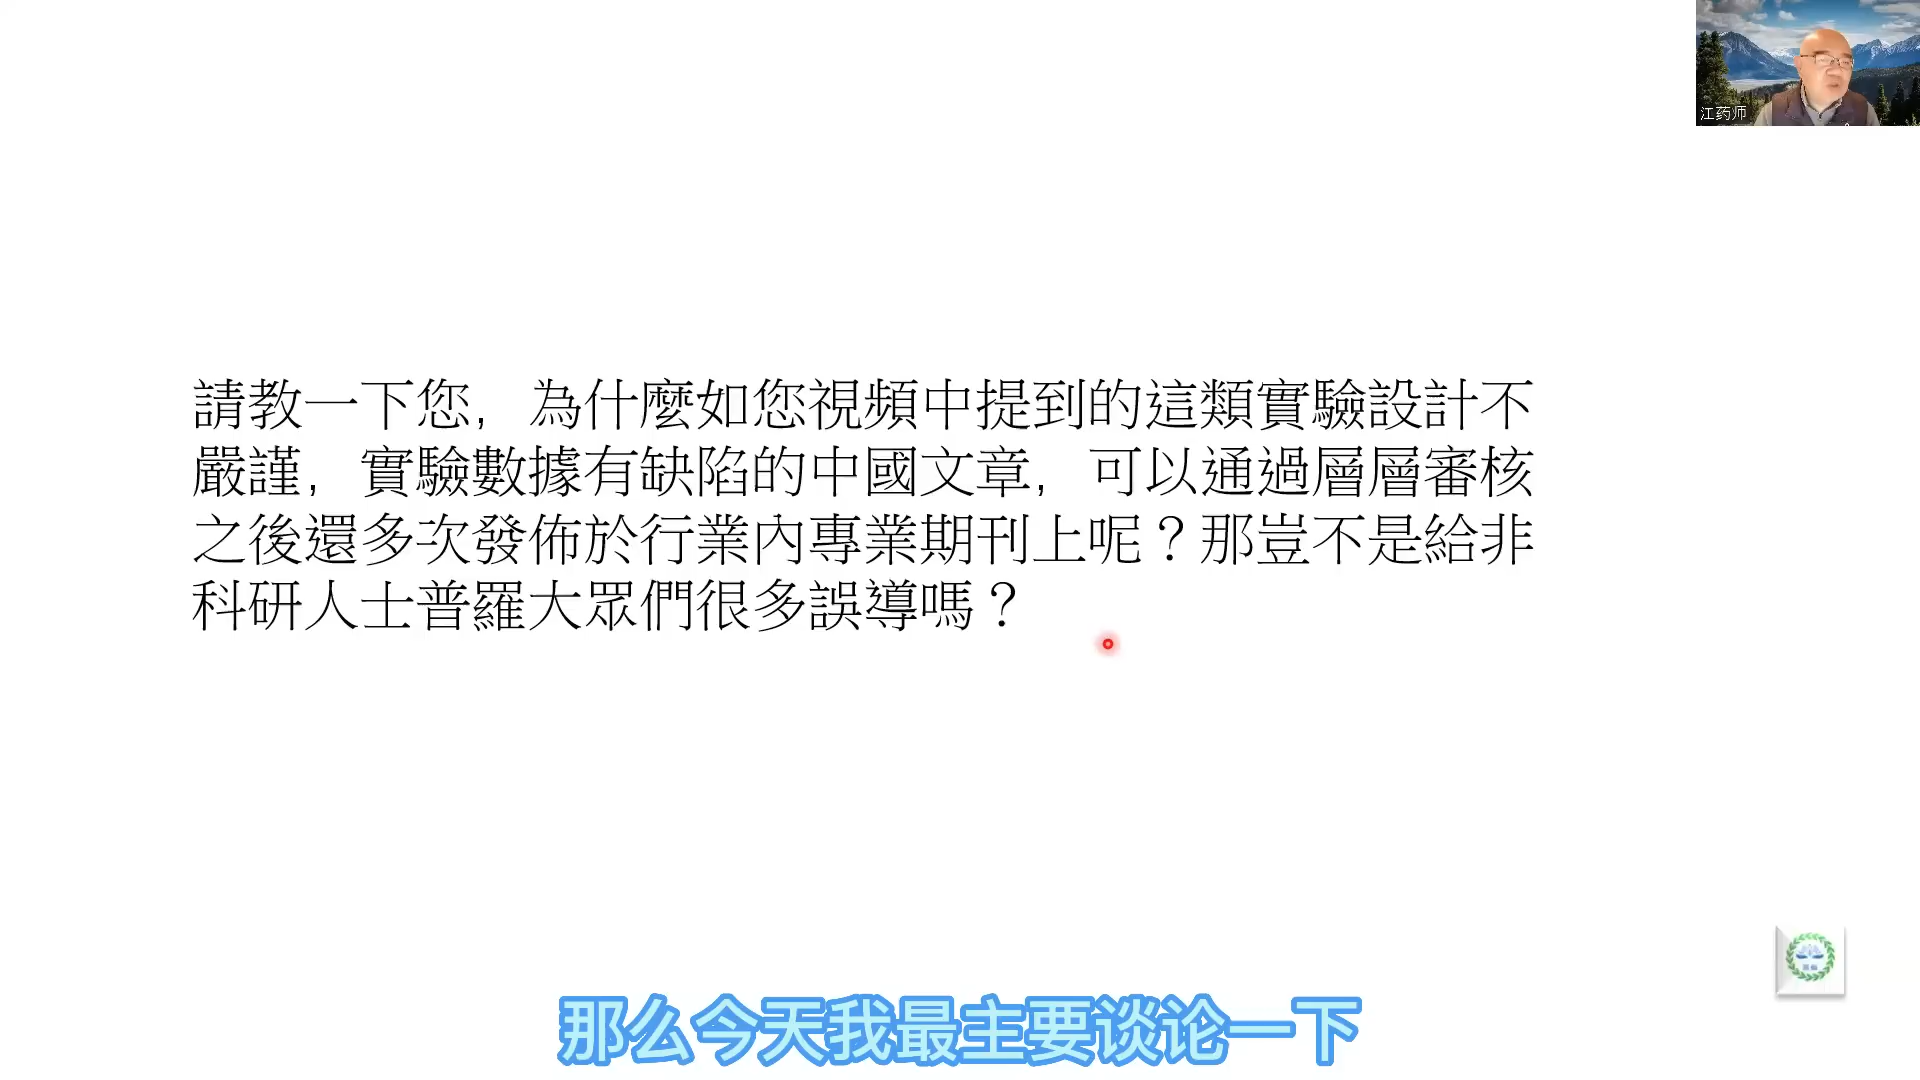 江药师
請教一下您，為什麼如您視頻中提到的這類實驗設計不
嚴謹，實驗數據有缺陷的中國文章，可以通過層層審核
之後還多次發佈於行業內專業期刊上呢？那豈不是給非
科研人士普羅大眾們很多誤導嗎？
那么今天我最主要谈论一下